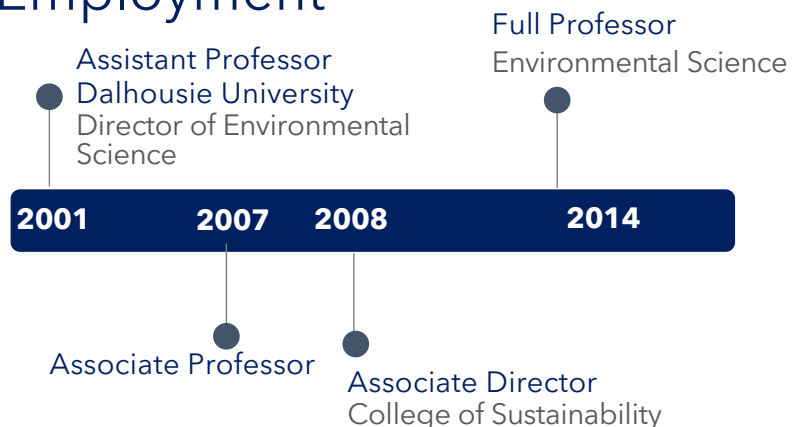 Employment
Full Professor
Environmental Science
Assistant Professor
Dalhousie University
Director of Environmental
Science
2001
2007
2008
2014
Associate Professor
Associate Director
College of Sustainability